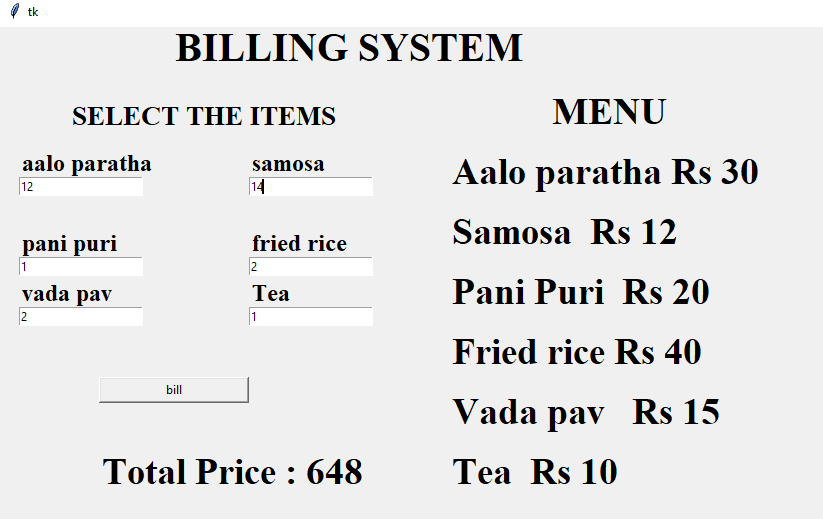 tk
BILLING SYSTEM
SELECT THE ITEMS
aalo paratha
12
samosa
14
pani puri
1
fried rice
2
vada pav
2
Tea
1
bill
Total Price : 648
MENU
Aalo paratha Rs 30
Samosa  Rs 12
Pani Puri  Rs 20
Fried rice Rs 40
Vada pav   Rs 15
Tea  Rs 10